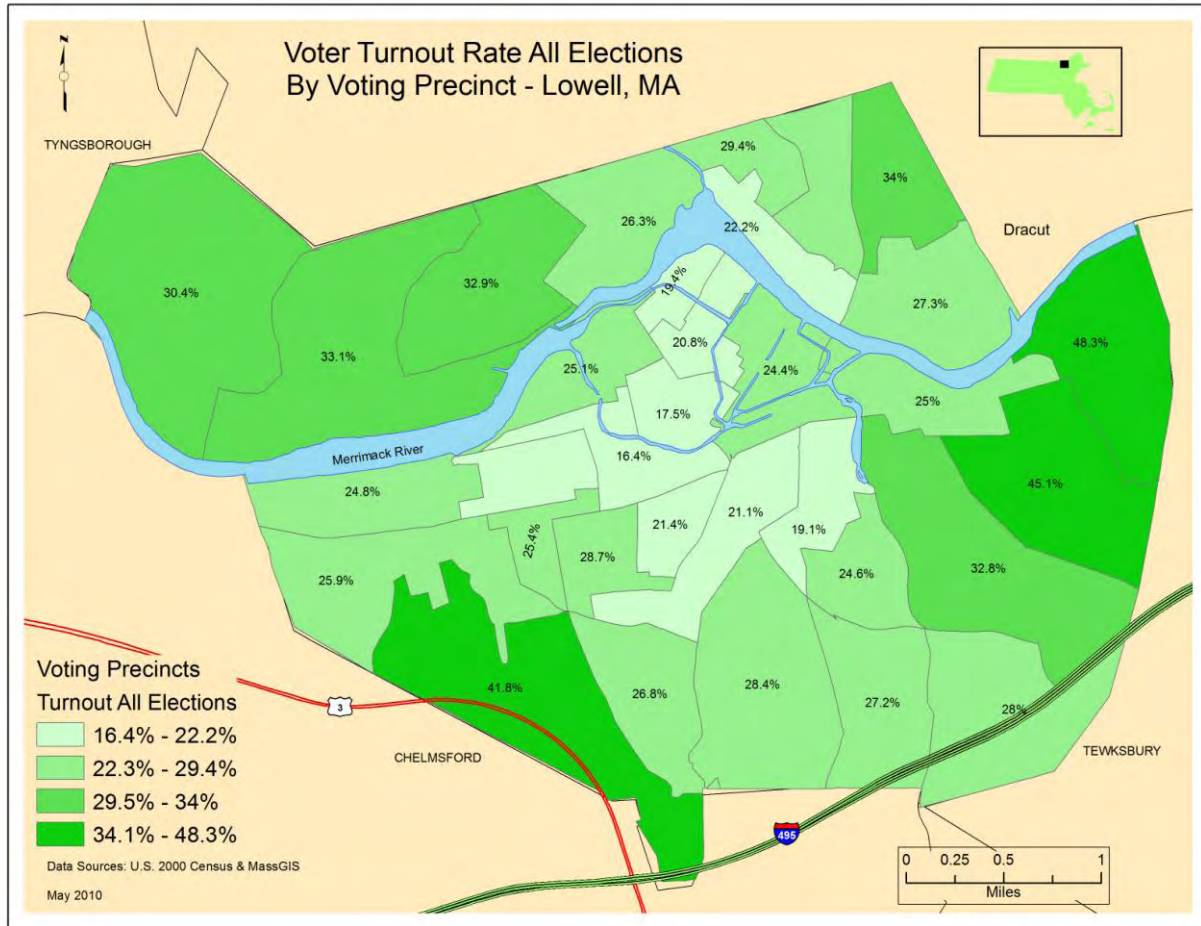 Voter Turnout Rate All Elections
By Voting Precinct - Lowell, MA
z
TYNGSBOROUGH
29.4%
34%
26.3%
22.2%
Dracut
30.4%
32.9%
19.4%
27.3%
33.1%
20.8%
48.3%
25.1%
24.4%
25%
17.5%
Merrimack River
16.4%
24.8%
45.1%
21.4%
21.1%
19.1%
25.4%
28.7%
25.9%
24.6%
32.8%
41.8%
26.8%
28.4%
27.2%
28%
3
CHELMSFORD
TEWKSBURY
495
Voting Precincts
Turnout All Elections
16.4% - 22.2%
22.3% - 29.4%
29.5% - 34%
34.1% - 48.3%
Data Sources: U.S. 2000 Census & MassGIS
May 2010
0 0.25 0.5 1
Miles